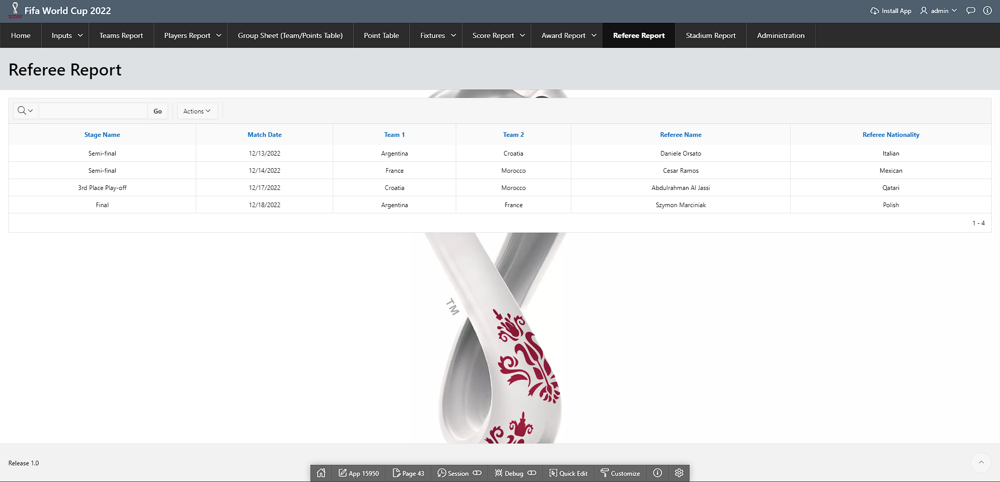 Fifa World Cup 2022
Install App admin
Home Inputs Teams Report Players Report Group Sheet (Team/Points Table) Point Table Fixtures Score Report Award Report Referee Report Stadium Report Administration
Referee Report
Go Actions
Stage Name Match Date Team 1 Team 2 Referee Name Referee Nationality
Semi-final 12/13/2022 Argentina Croatia Daniele Orsato Italian
Semi-final 12/14/2022 France Morocco Cesar Ramos Mexican
3rd Place Play-off 12/17/2022 Croatia Morocco Abdulrahman Al Jassi Qatari
Final 12/18/2022 Argentina France Szymon Marciniak Polish
1 - 4
TM
Release 1.0
App 15950 Page 43 Session Debug Quick Edit Customize